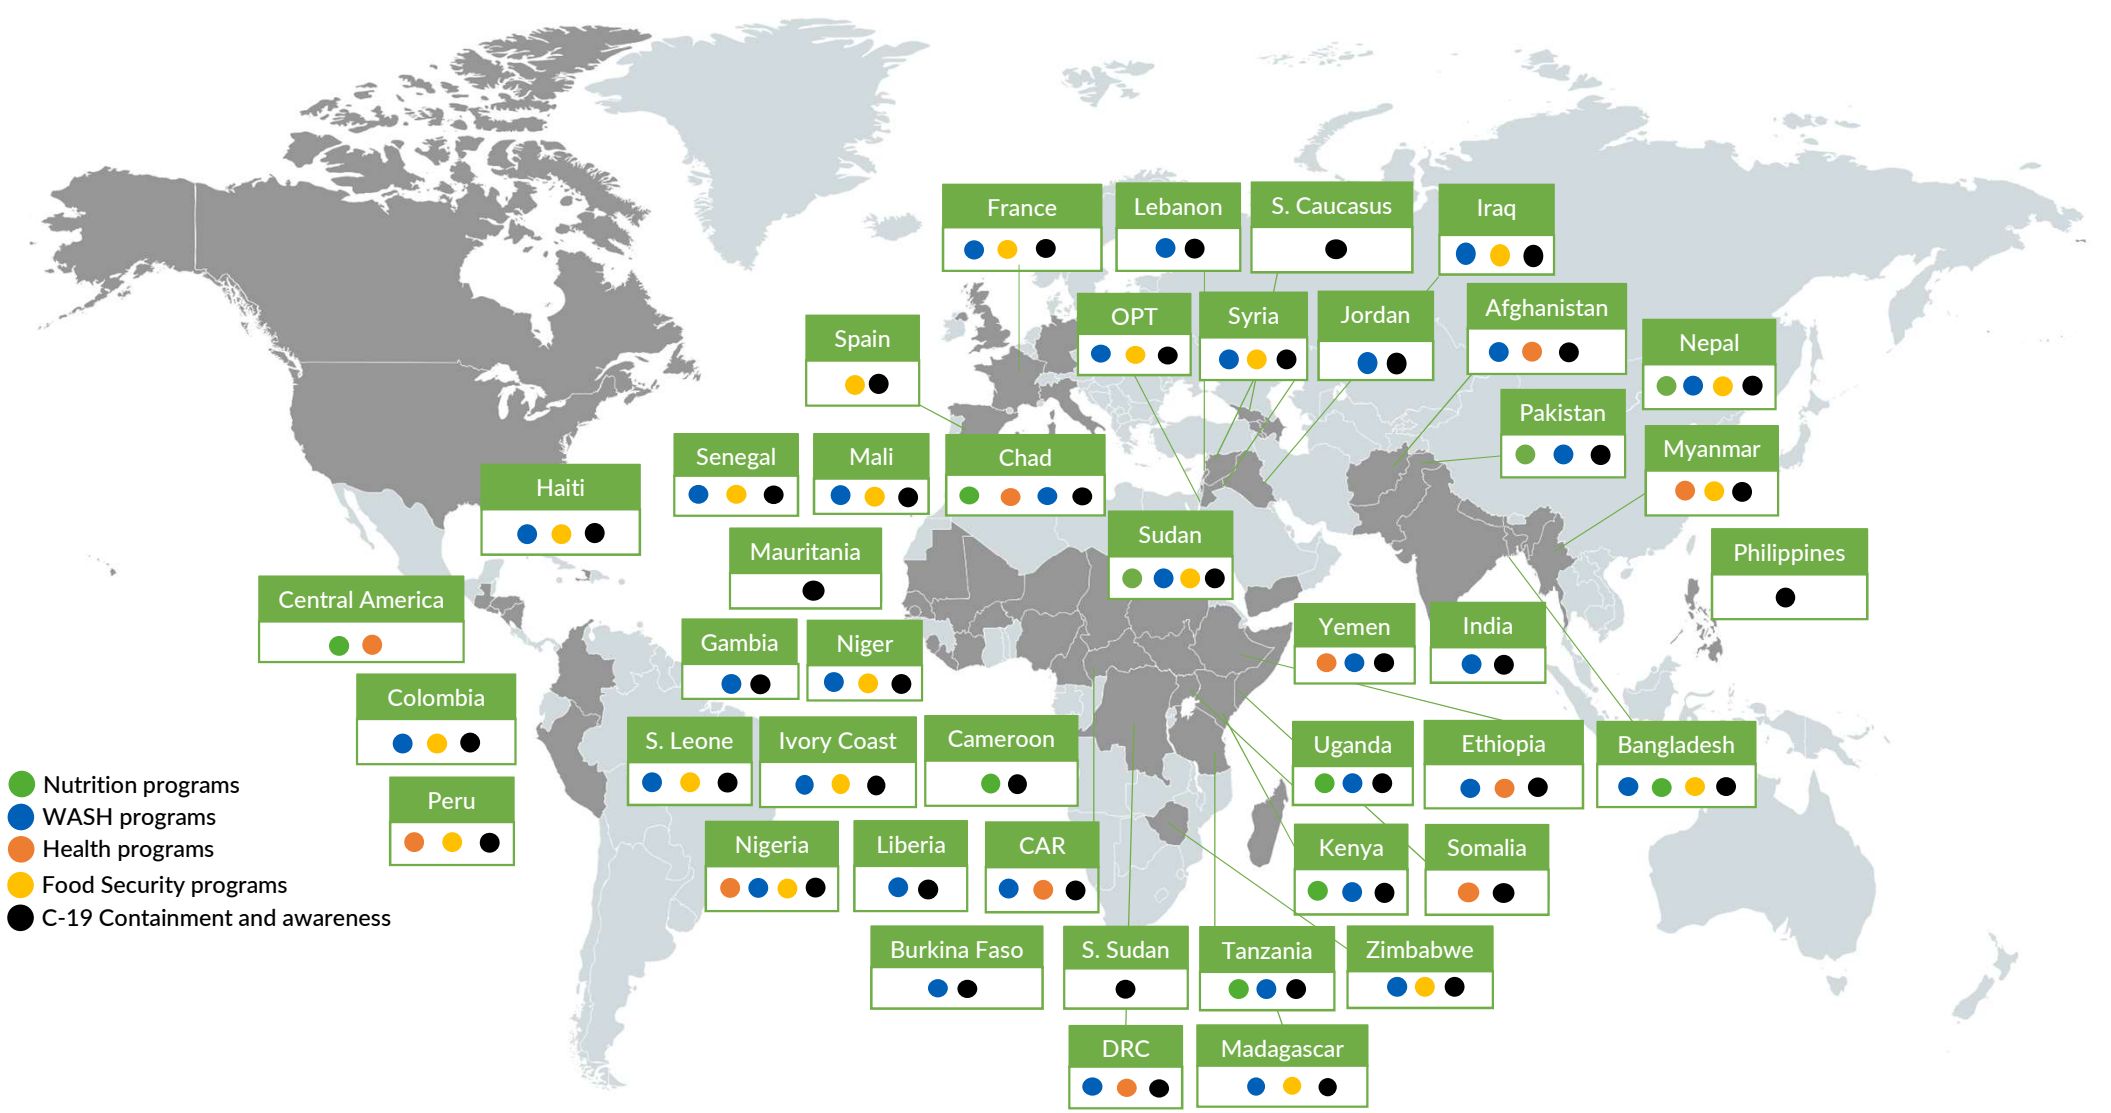 France
Lebanon
S. Caucasus
Iraq
OPT
Syria
Jordan
Afghanistan
Spain
Nepal
Pakistan
Senegal
Mali
Chad
Myanmar
Haiti
Sudan
Mauritania
Philippines
Central America
Gambia
Niger
Yemen
India
Colombia
S. Leone
Ivory Coast
Cameroon
Uganda
Ethiopia
Bangladesh
Peru
Nigeria
Liberia
CAR
Kenya
Somalia
Burkina Faso
S. Sudan
Tanzania
Zimbabwe
DRC
Madagascar
Nutrition programs
WASH programs
Health programs
Food Security programs
C-19 Containment and awareness